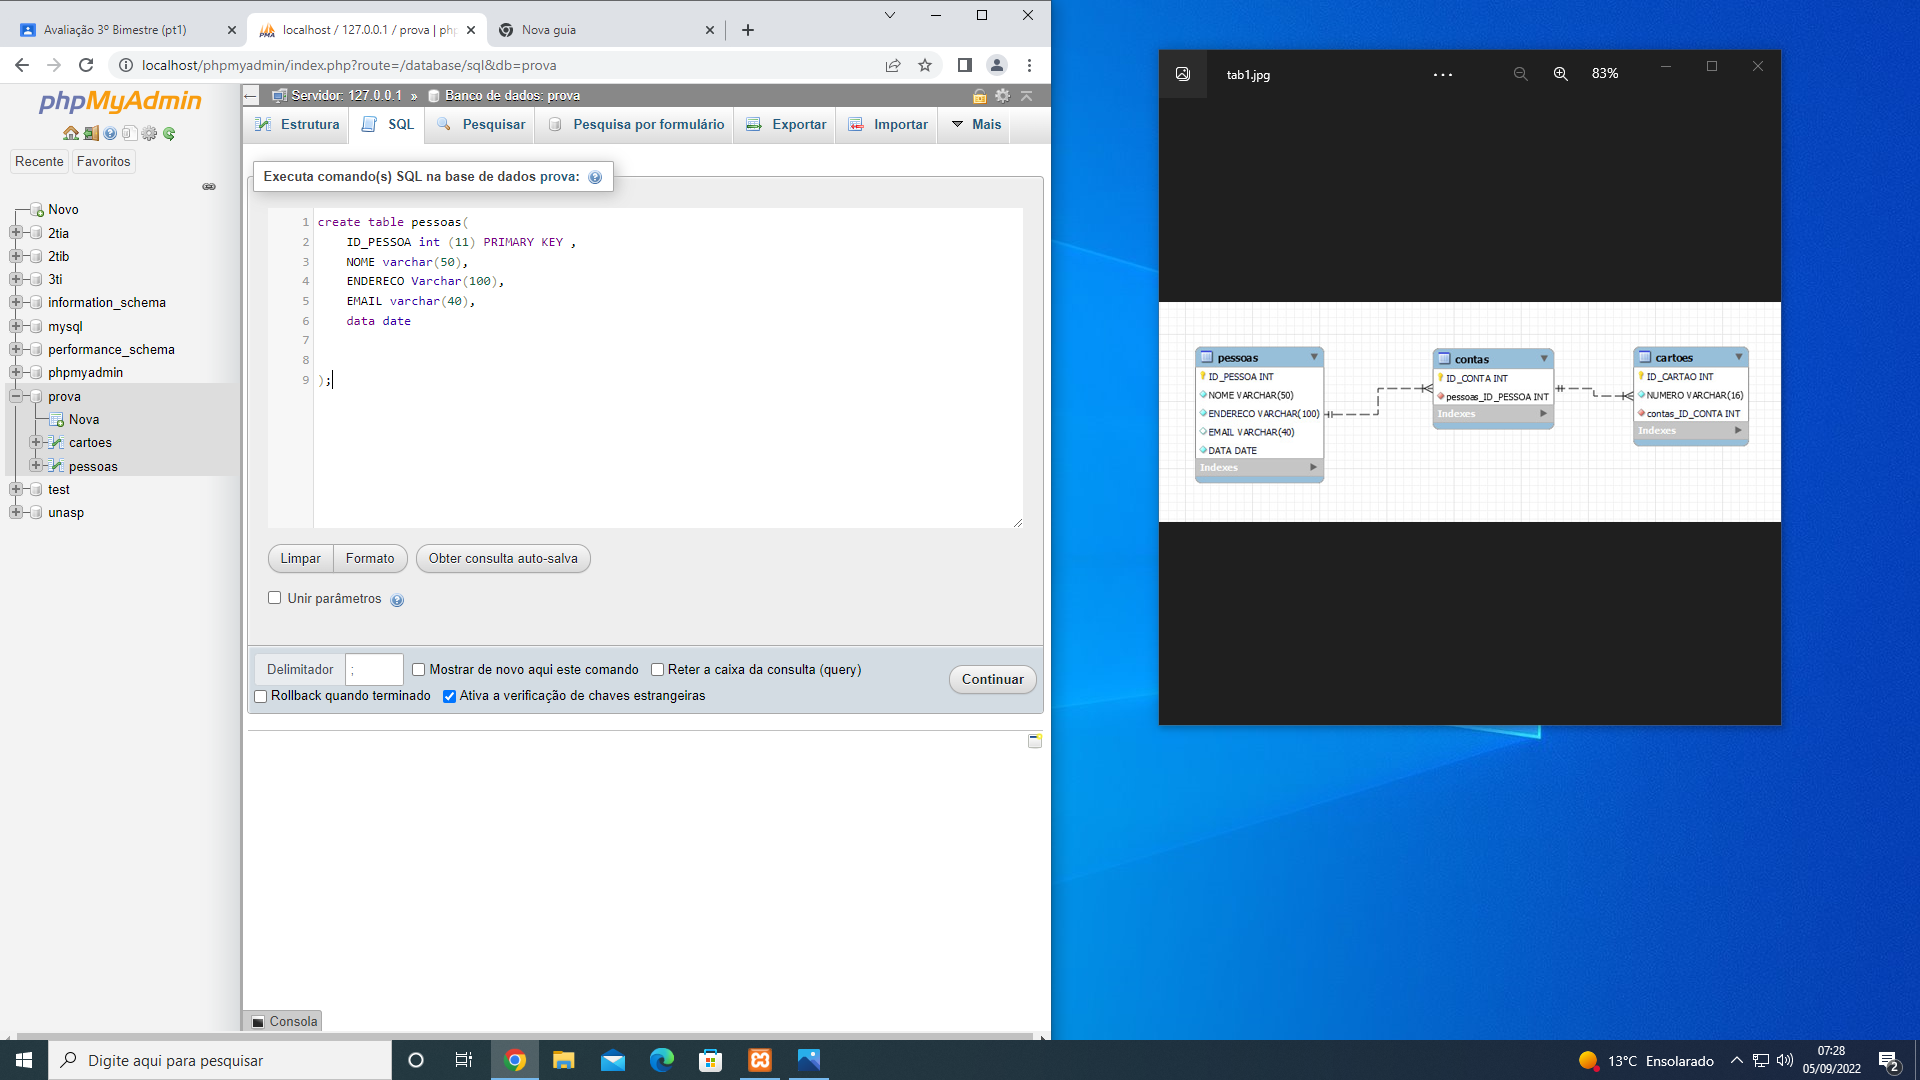 Avaliação 3º Bimestre (pt1)
localhost / 127.0.0.1 / prova | php
Nova guia
localhost/phpmyadmin/index.php?route=/database/sql&db=prova
phpMyAdmin
Recente
Favoritos
Novo
2tia
2tib
3ti
information_schema
mysql
performance_schema
phpmyadmin
prova
Nova
cartoes
pessoas
test
unasp
Servidor: 127.0.0.1 » Banco de dados: prova
Estrutura
SQL
Pesquisar
Pesquisa por formulário
Exportar
Importar
Mais
Executa comando(s) SQL na base de dados prova:
1 create table pessoas(
2 ID_PESSOA int (11) PRIMARY KEY ,
3 NOME varchar(50),
4 ENDERECO Varchar(100),
5 EMAIL varchar(40),
6 data date
7
8
9 );
Limpar
Formato
Obter consulta auto-salva
Unir parâmetros
Delimitador
;
Mostrar de novo aqui este comando
Reter a caixa da consulta (query)
Rollback quando terminado
Ativa a verificação de chaves estrangeiras
Continuar
Consola
tab1.jpg
83%
pessoas
ID_PESSOA INT
NOME VARCHAR(50)
ENDERECO VARCHAR(100)
EMAIL VARCHAR(40)
DATA DATE
Indexes
contas
ID_CONTA INT
pessoas_ID_PESSOA INT
Indexes
cartoes
ID_CARTAO INT
NUMERO VARCHAR(16)
contas_ID_CONTA INT
Indexes
Digite aqui para pesquisar
13°C Ensolarado
07:28
05/09/2022
2